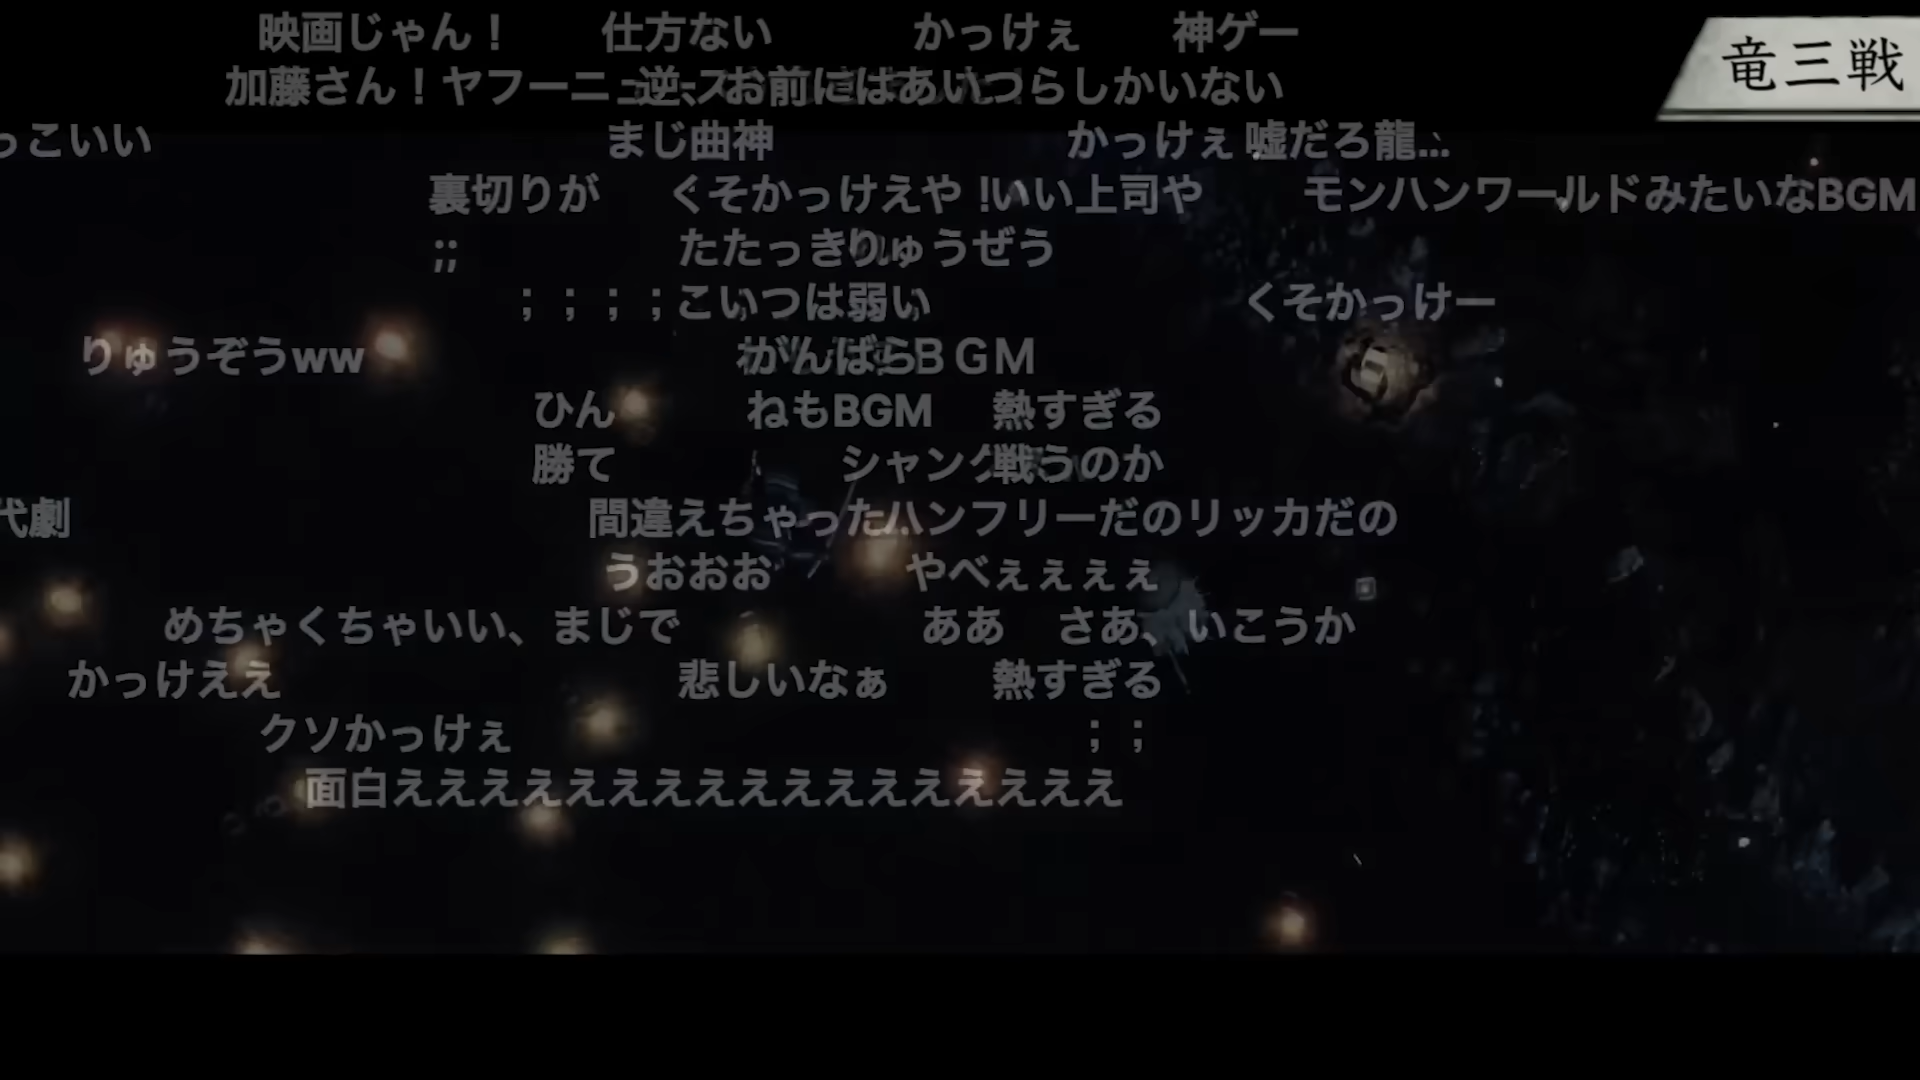 映画じゃん！ 仕方ない かっけぇ 神ゲー
竜三戦
加藤さん！ヤフーニュース 逆、お前にはあいつらしかいない
っこいい まじ曲神 かっけぇ 嘘だろ龍...
裏切りが くそかっけえや！ いい上司や モンハンワールドみたいなBGM
;; たたっきり りゅうぜう
；；；； こいつは弱い くそかっけー
りゅうぞうww がんばら ＢＧＭ
ひん ねもBGM 熱すぎる
勝て シャンク 戦うのか
代劇 間違えちゃった ハンフリーだのリッカだの
うおおお やべぇぇぇぇ
めちゃくちゃいい、まじで ああ さあ、いこうか
かっけええ 悲しいなぁ 熱すぎる
クソかっけぇ ；；
面白えええええええええええええええええ